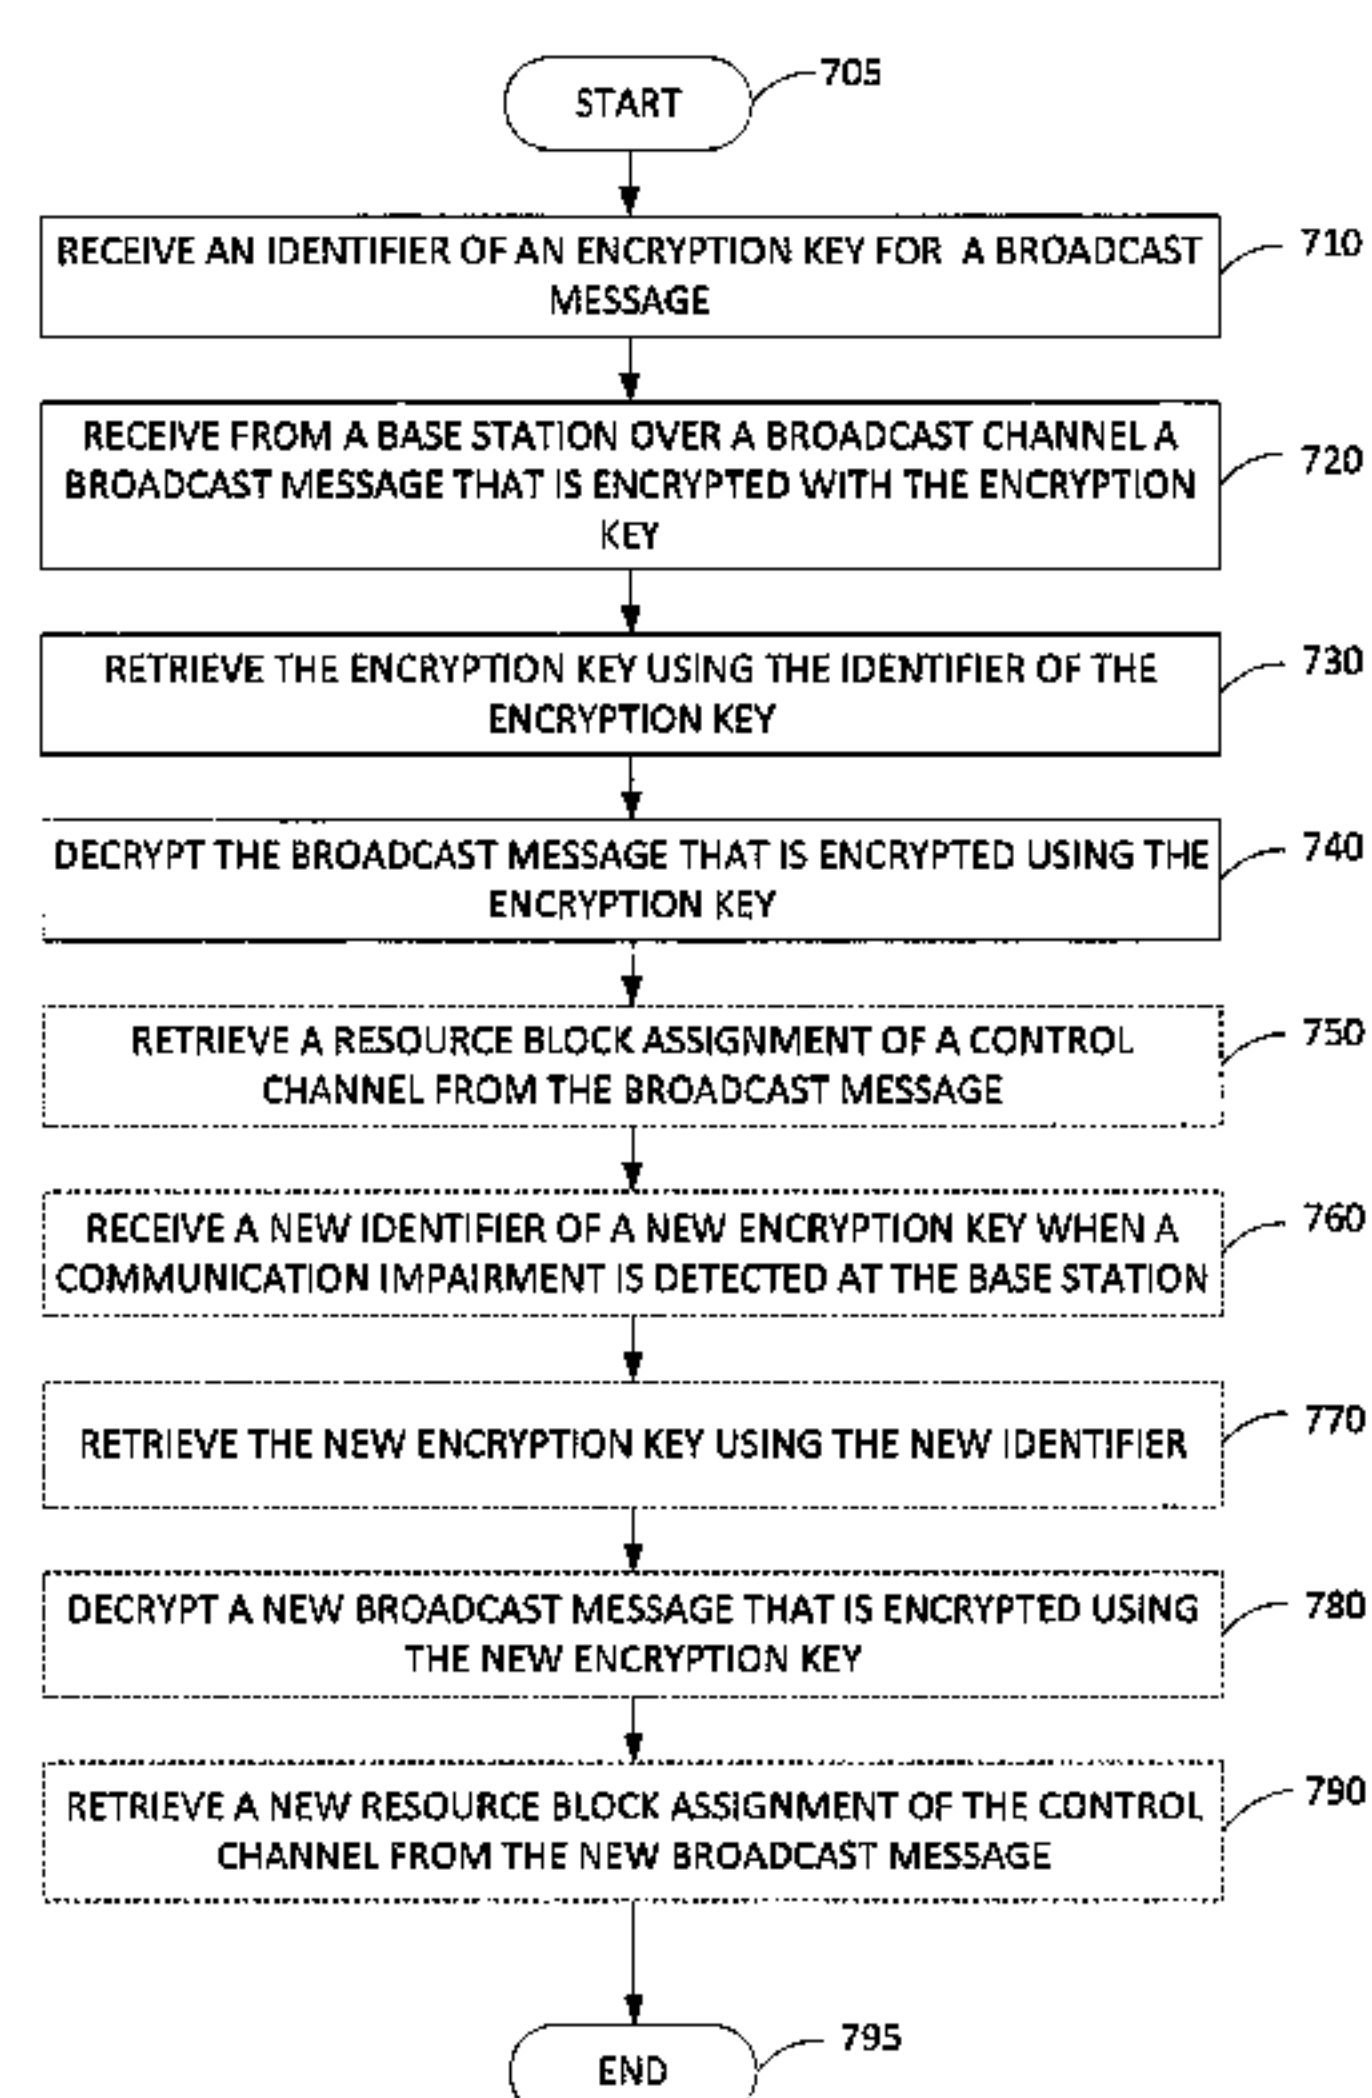 START
705
RECEIVE AN IDENTIFIER OF AN ENCRYPTION KEY FOR A BROADCAST
MESSAGE
710
RECEIVE FROM A BASE STATION OVER A BROADCAST CHANNEL A
BROADCAST MESSAGE THAT IS ENCRYPTED WITH THE ENCRYPTION
KEY
720
RETRIEVE THE ENCRYPTION KEY USING THE IDENTIFIER OF THE
ENCRYPTION KEY
730
DECRYPT THE BROADCAST MESSAGE THAT IS ENCRYPTED USING THE
ENCRYPTION KEY
740
RETRIEVE A RESOURCE BLOCK ASSIGNMENT OF A CONTROL
CHANNEL FROM THE BROADCAST MESSAGE
750
RECEIVE A NEW IDENTIFIER OF A NEW ENCRYPTION KEY WHEN A
COMMUNICATION IMPAIRMENT IS DETECTED AT THE BASE STATION
760
RETRIEVE THE NEW ENCRYPTION KEY USING THE NEW IDENTIFIER
770
DECRYPT A NEW BROADCAST MESSAGE THAT IS ENCRYPTED USING
THE NEW ENCRYPTION KEY
780
RETRIEVE A NEW RESOURCE BLOCK ASSIGNMENT OF THE CONTROL
CHANNEL FROM THE NEW BROADCAST MESSAGE
790
END
795